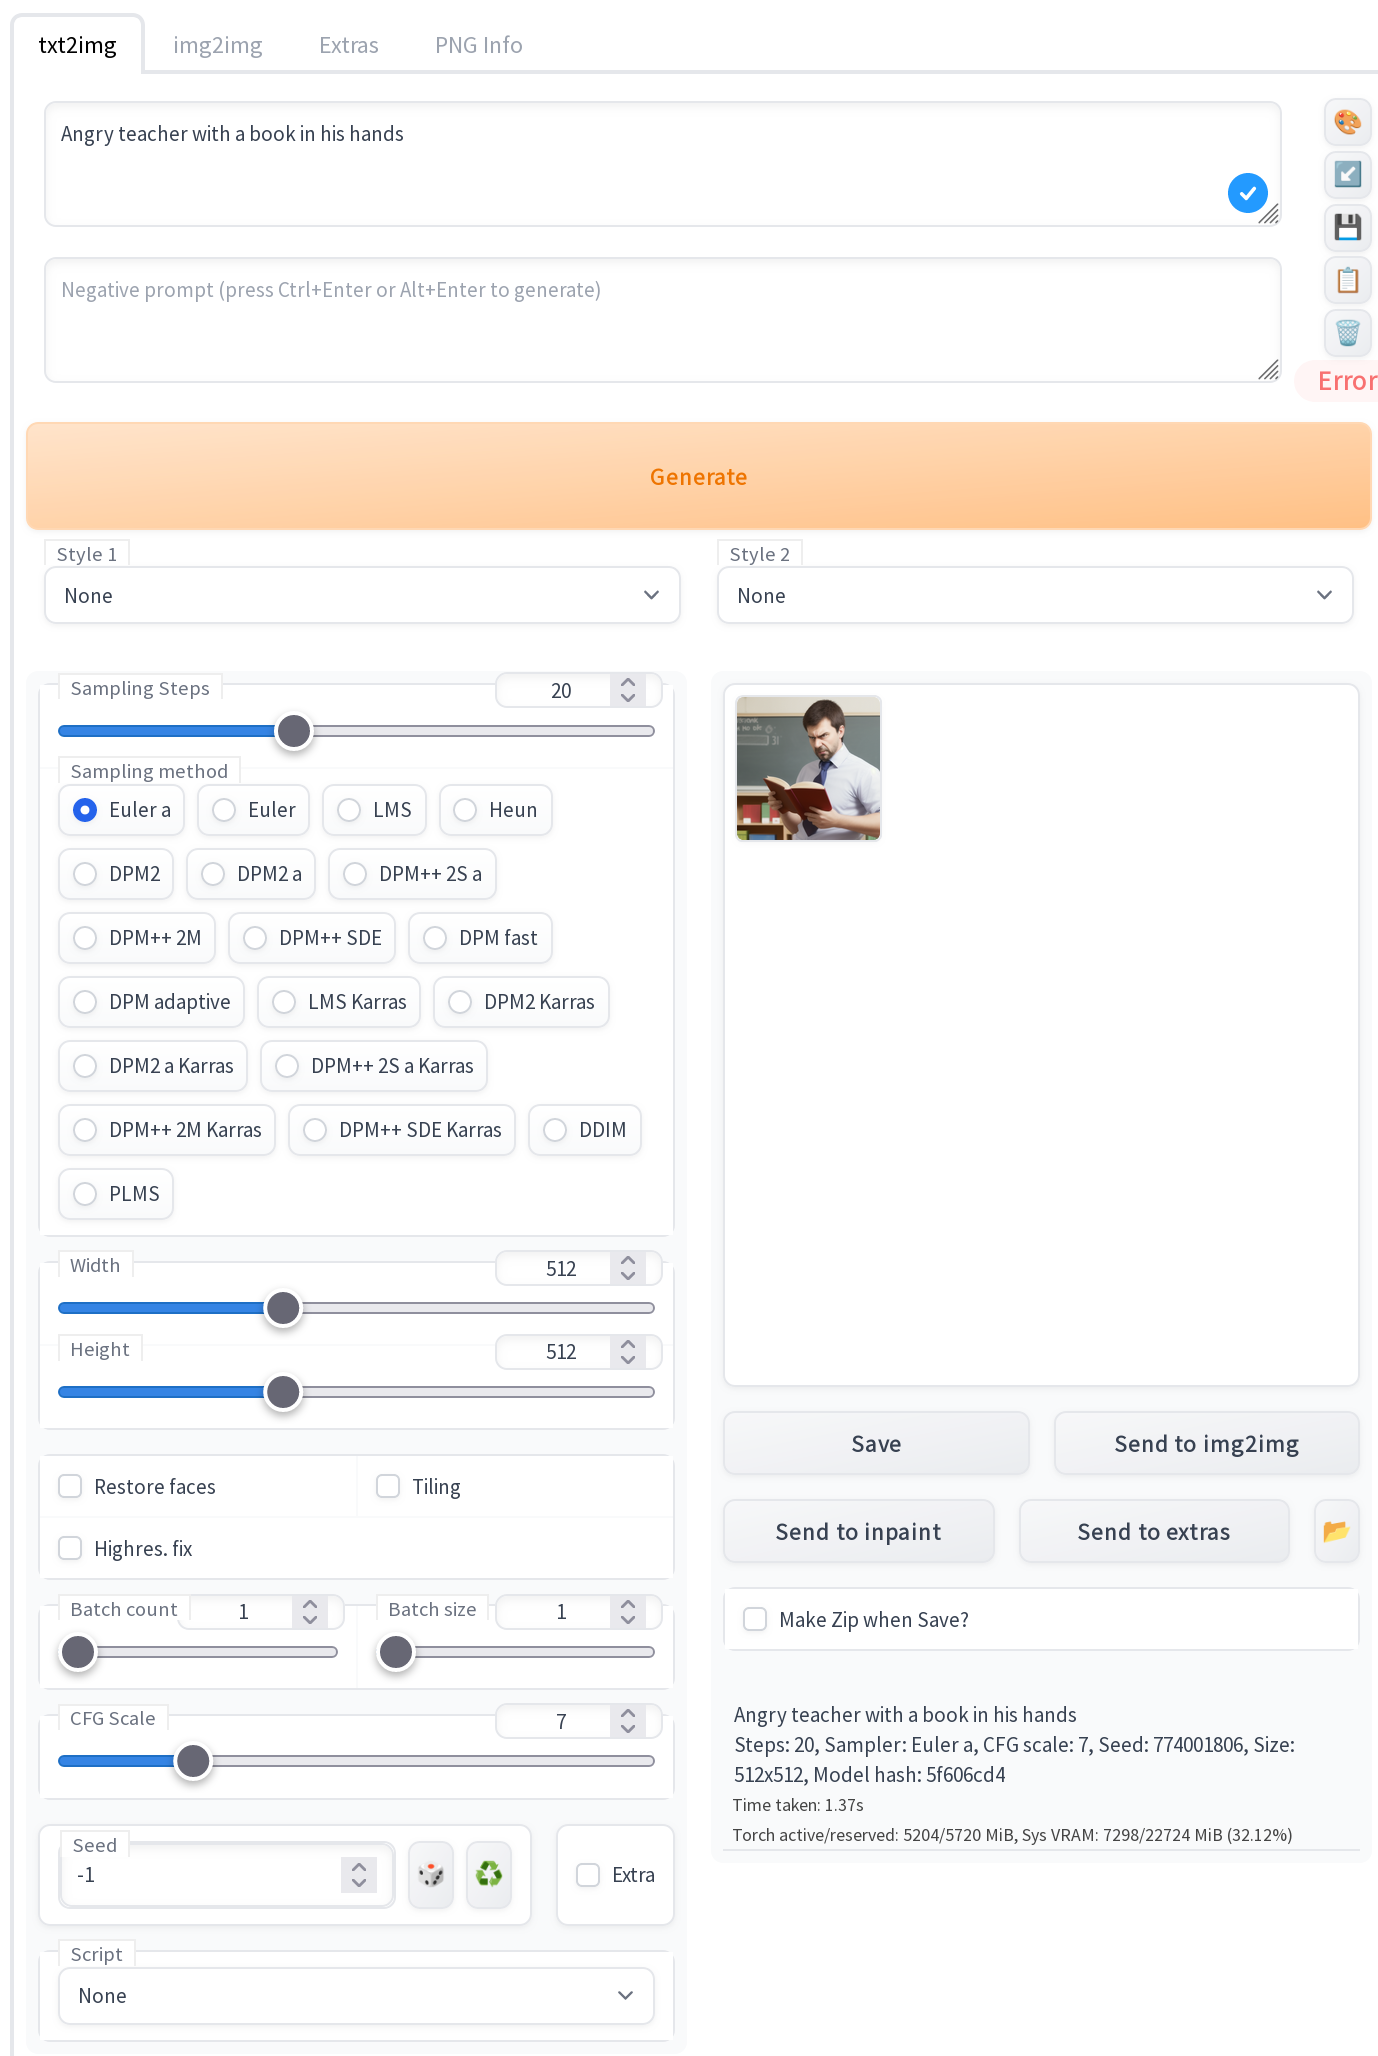 txt2img
img2img
Extras
PNG Info
Angry teacher with a book in his hands
Negative prompt (press Ctrl+Enter or Alt+Enter to generate)
Error
Generate
Style 1
Style 2
None
None
Sampling Steps
20
Sampling method
Euler a
Euler
LMS
Heun
DPM2
DPM2 a
DPM++ 2S a
DPM++ 2M
DPM++ SDE
DPM fast
DPM adaptive
LMS Karras
DPM2 Karras
DPM2 a Karras
DPM++ 2S a Karras
DPM++ 2M Karras
DPM++ SDE Karras
DDIM
PLMS
Width
512
Height
512
Restore faces
Tiling
Highres. fix
Batch count
1
Batch size
1
CFG Scale
7
Seed
-1
Extra
Script
None
Save
Send to img2img
Send to inpaint
Send to extras
Make Zip when Save?
Angry teacher with a book in his hands
Steps: 20, Sampler: Euler a, CFG scale: 7, Seed: 774001806, Size:
512x512, Model hash: 5f606cd4
Time taken: 1.37s
Torch active/reserved: 5204/5720 MiB, Sys VRAM: 7298/22724 MiB (32.12%)